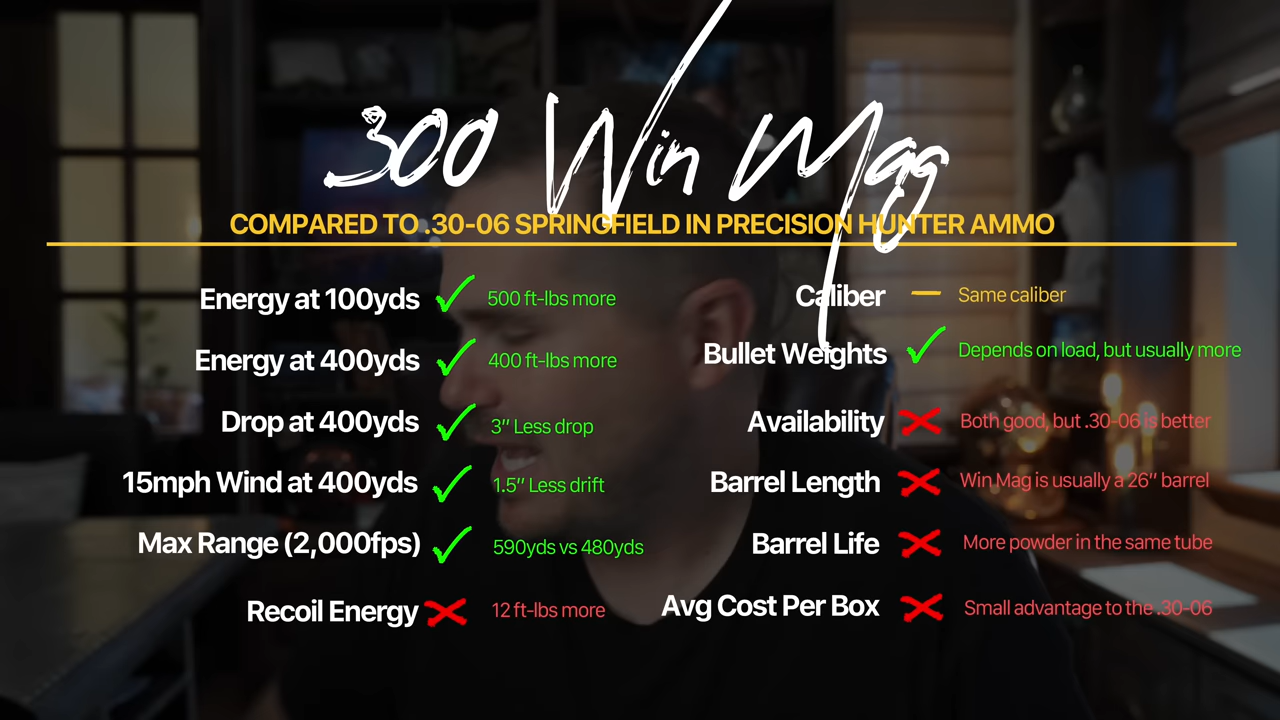 300 Win Mag
COMPARED TO .30-06 SPRINGFIELD IN PRECISION HUNTER AMMO
Energy at 100yds 500 ft-lbs more
Energy at 400yds 400 ft-lbs more
Drop at 400yds 3” Less drop
15mph Wind at 400yds 1.5” Less drift
Max Range (2,000fps) 590yds vs 480yds
Recoil Energy 12 ft-lbs more
Caliber Same caliber
Bullet Weights Depends on load, but usually more
Availability Both good, but .30-06 is better
Barrel Length Win Mag is usually a 26” barrel
Barrel Life More powder in the same tube
Avg Cost Per Box Small advantage to the .30-06